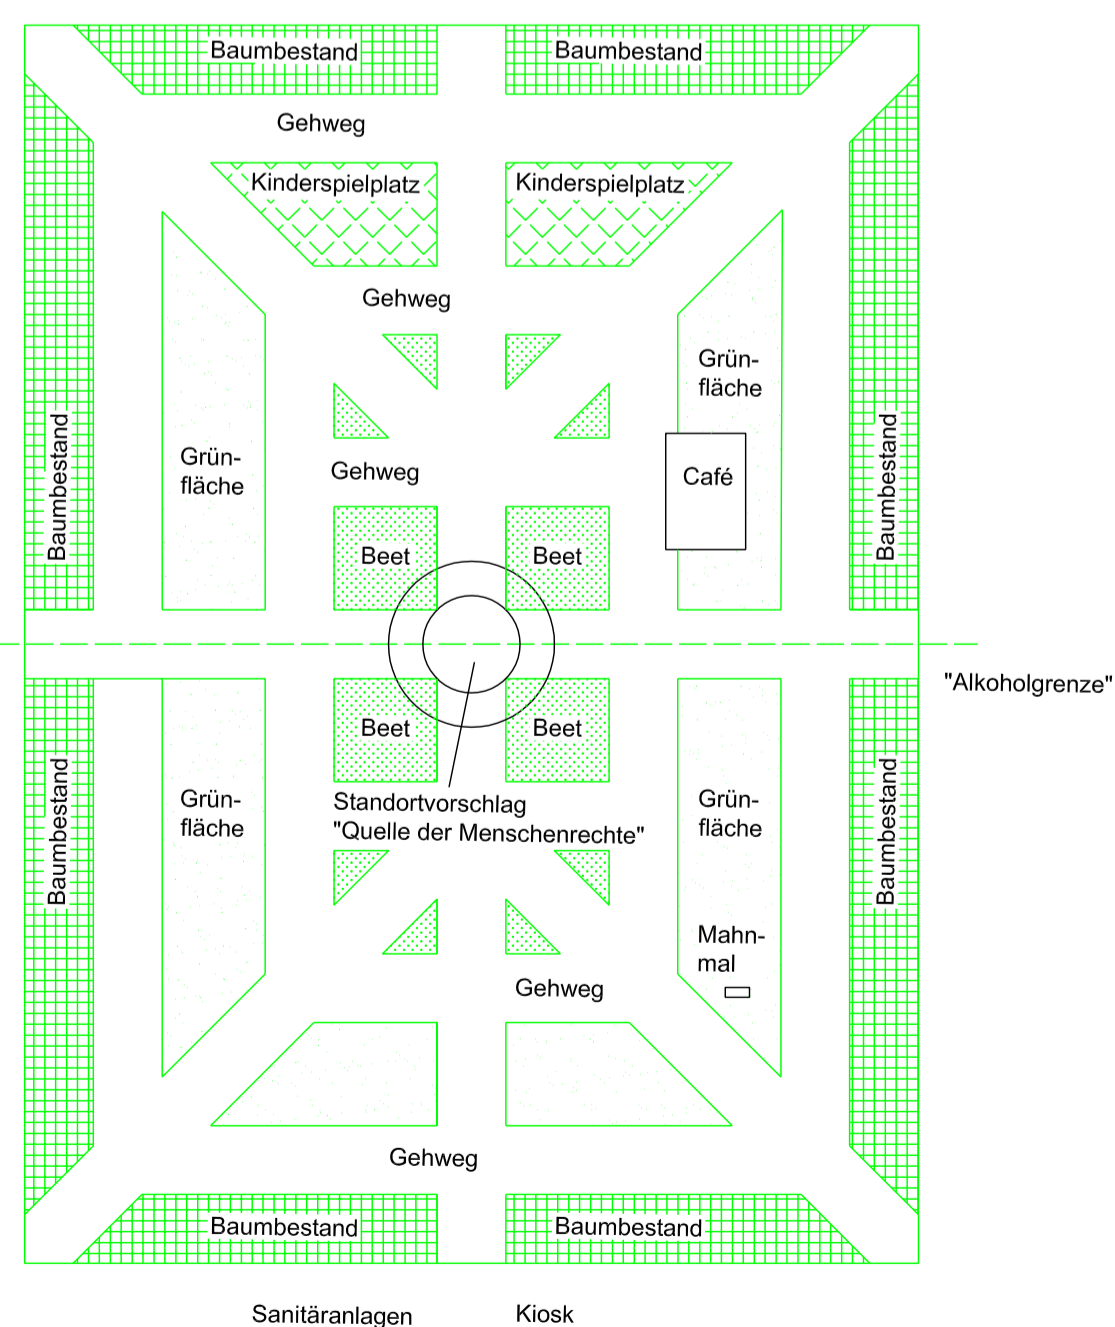 Baumbestand
Baumbestand
Gehweg
Kinderspielplatz
Kinderspielplatz
Gehweg
Grün-
fläche
Baumbestand
Grün-
fläche
Gehweg
Café
Baumbestand
Beet
Beet
"Alkoholgrenze"
Beet
Beet
Baumbestand
Grün-
fläche
Standortvorschlag
"Quelle der Menschenrechte"
Grün-
fläche
Baumbestand
Mahn-
mal
Gehweg
Gehweg
Baumbestand
Baumbestand
Sanitäranlagen
Kiosk